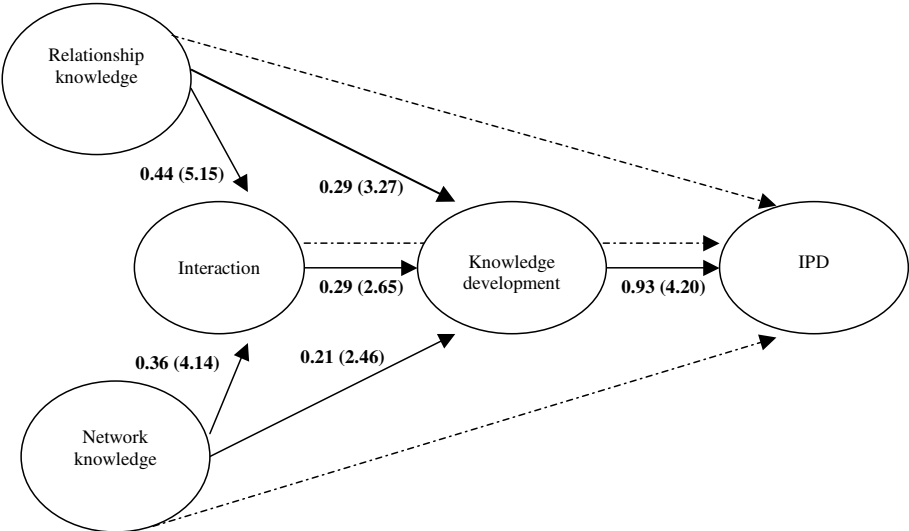 Relationship
knowledge
0.44 (5.15)
0.29 (3.27)
Interaction
0.29 (2.65)
Knowledge
development
0.93 (4.20)
IPD
0.36 (4.14)
0.21 (2.46)
Network
knowledge